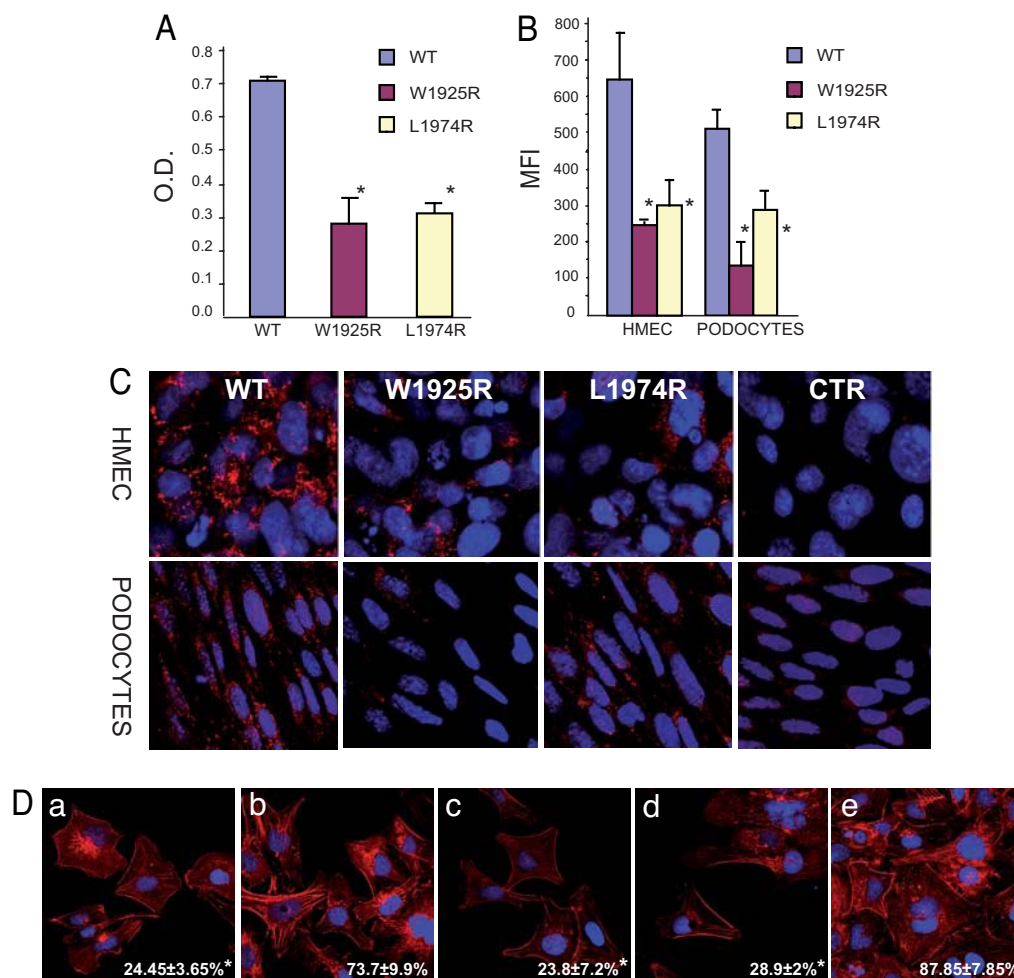 A
O.D.
0.8
0.7
0.6
0.5
0.4
0.3
0.2
0.1
0.0
WT
W1925R
L1974R
* *
WT W1925R L1974R
B
MFI
800
700
600
500
400
300
200
100
0
WT
W1925R
L1974R
* * * *
HMEC PODOCYTES
C
WT W1925R L1974R CTR
HMEC
PODOCYTES
D
a b c d e
24.45±3.65%* 73.7±9.9% 23.8±7.2%* 28.9±2%* 87.85±7.85%